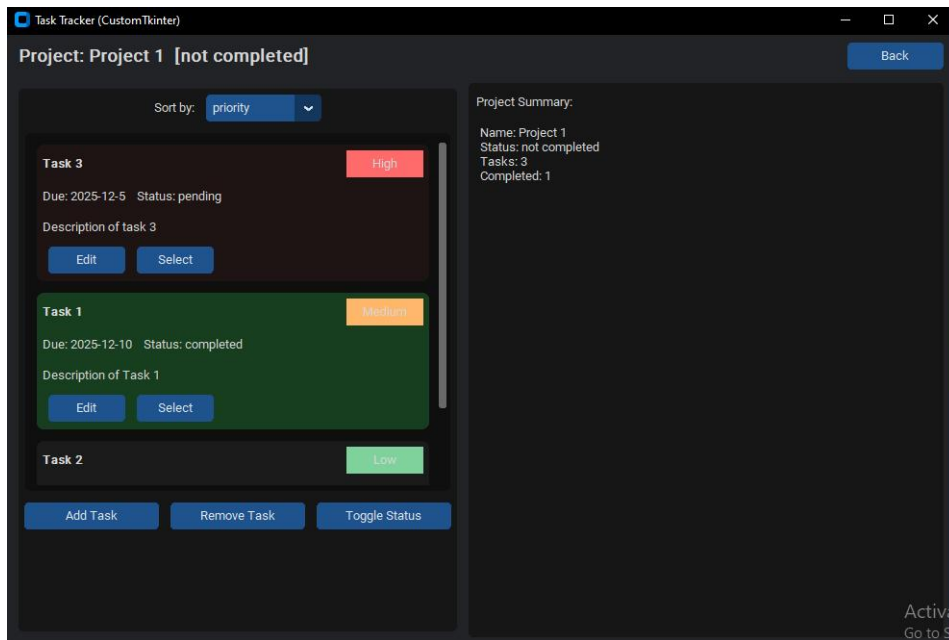 Task Tracker (CustomTkinter)
Project: Project 1 [not completed]
Back
Sort by: priority
Task 3 High
Due: 2025-12-5 Status: pending
Description of task 3
Edit Select
Task 1 Medium
Due: 2025-12-10 Status: completed
Description of Task 1
Edit Select
Task 2 Low
Add Task Remove Task Toggle Status
Project Summary:
Name: Project 1
Status: not completed
Tasks: 3
Completed: 1
Activa
Go to S